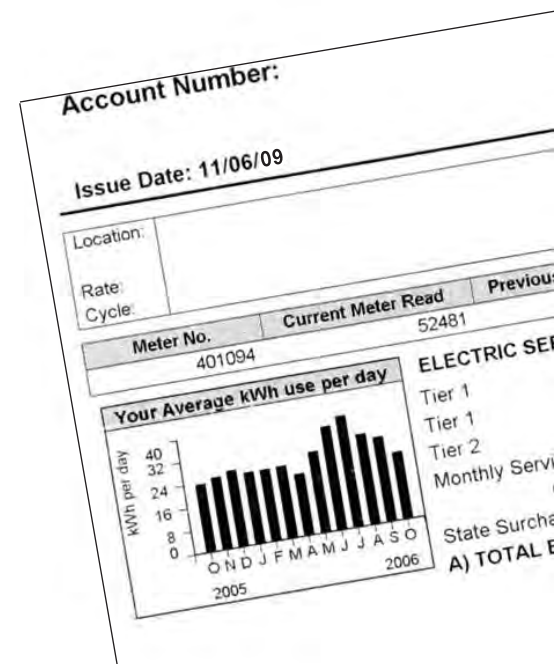 Account Number:
Issue Date: 11/06/09
Location:
Rate:
Cycle:
Meter No. Current Meter Read Previous
401094 52481
Your Average kWh use per day
kWh per day
40
32
24
16
8
0
O N D J F M A M J J A S O
2005 2006
ELECTRIC SER
Tier 1
Tier 1
Tier 2
Monthly Servi
State Surcha
A) TOTAL E